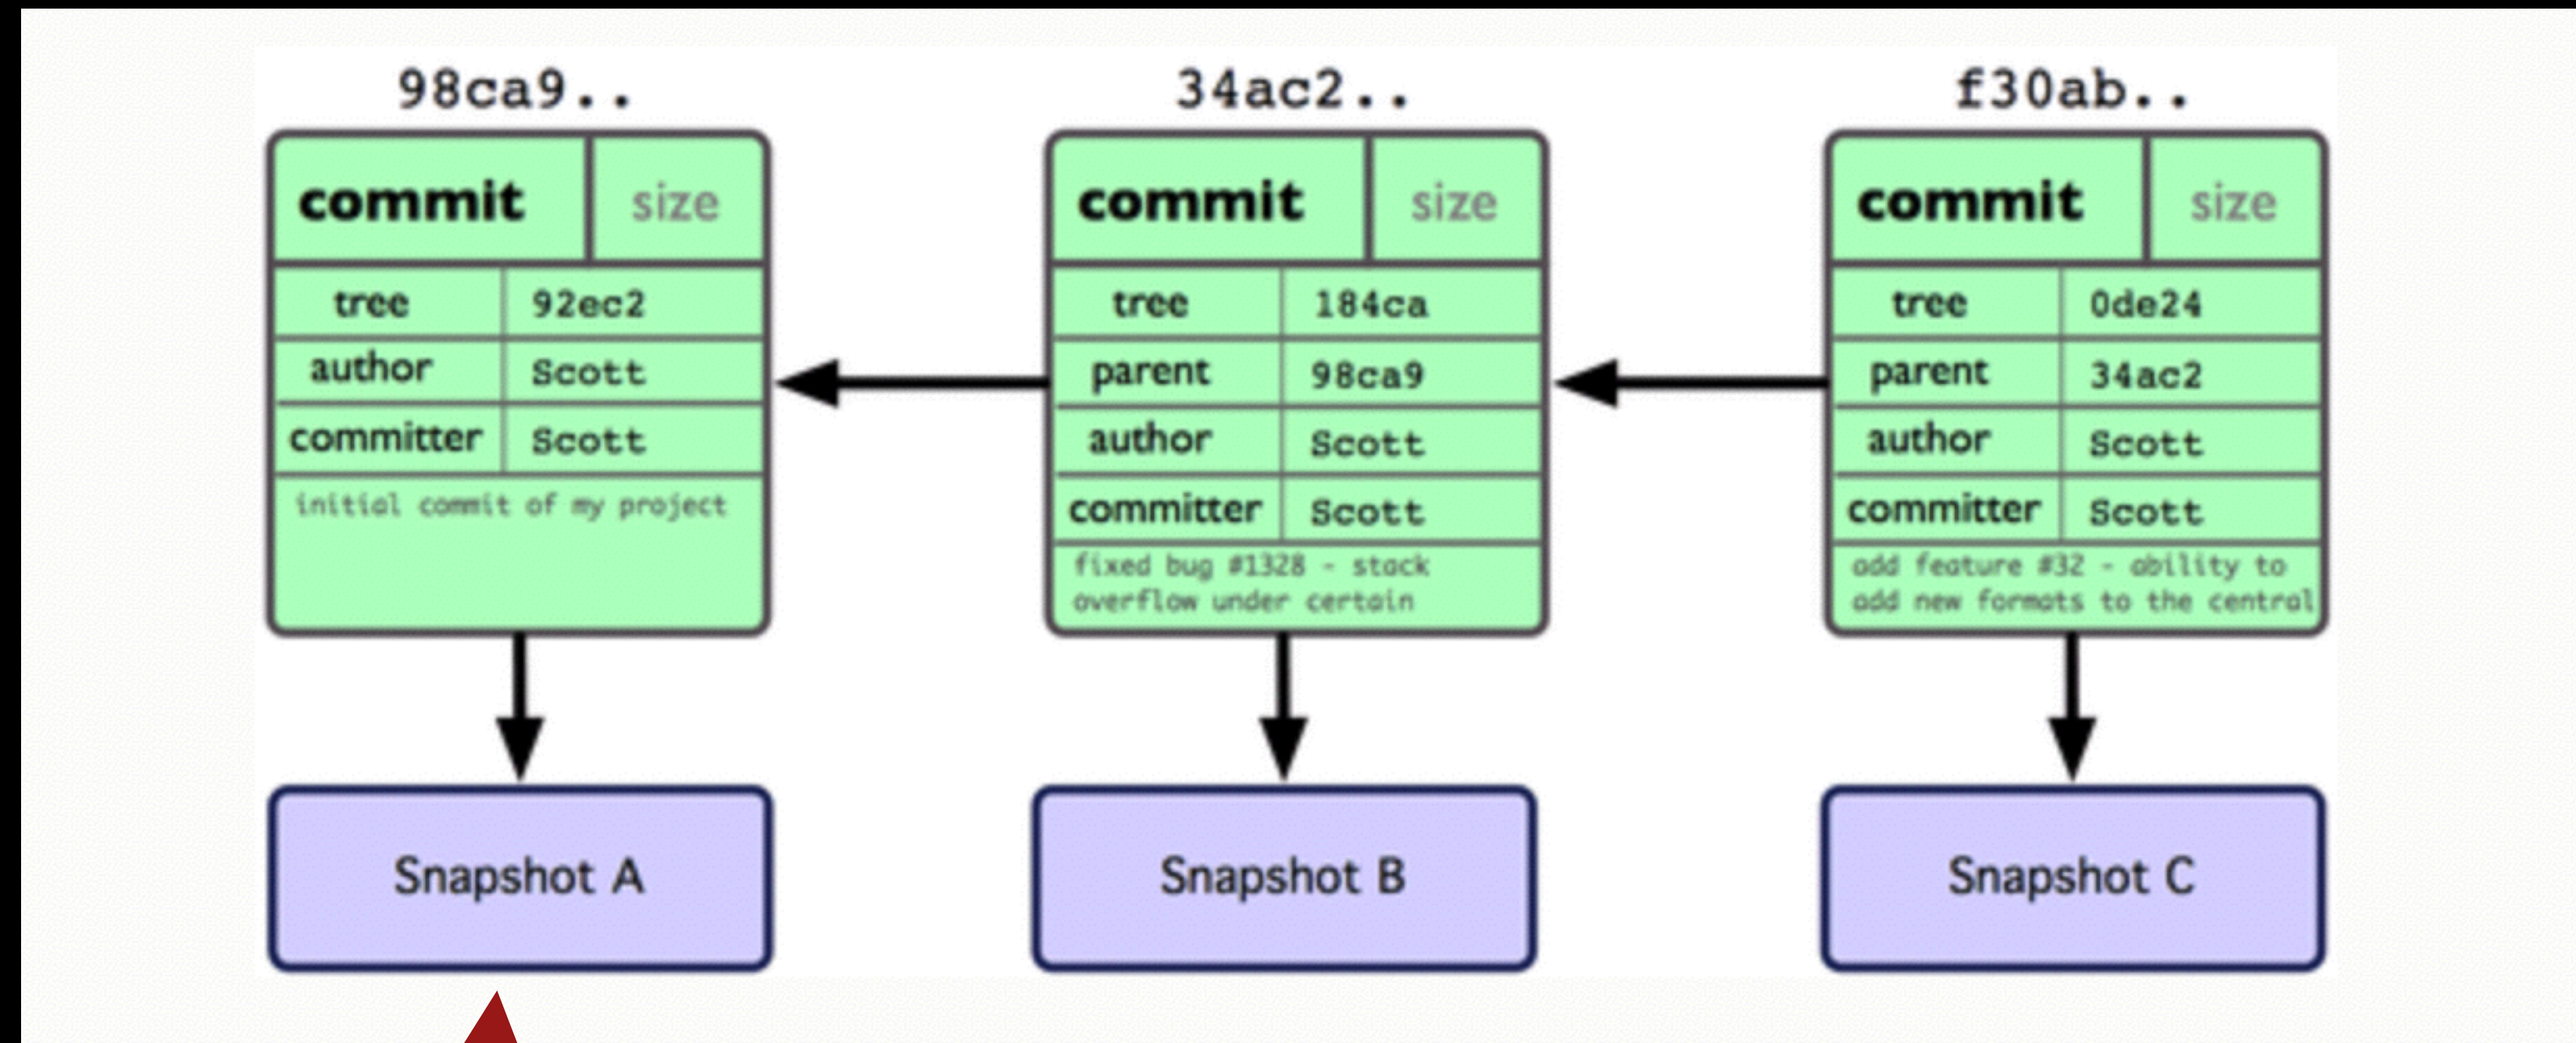 98ca9..
commit size
tree 92ec2
author Scott
committer Scott
initial commit of my project
34ac2..
commit size
tree 184ca
parent 98ca9
author Scott
committer Scott
fixed bug #1328 - stack
overflow under certain
f30ab..
commit size
tree 0de24
parent 34ac2
author Scott
committer Scott
add feature #32 - ability to
add new formats to the central
Snapshot A
Snapshot B
Snapshot C